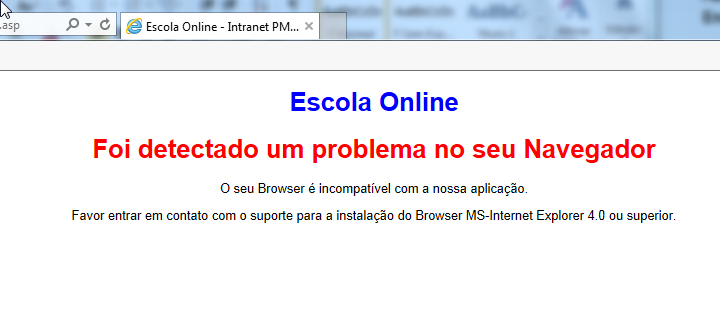 .asp
Escola Online - Intranet PM...
Escola Online
Foi detectado um problema no seu Navegador
O seu Browser é incompatível com a nossa aplicação.
Favor entrar em contato com o suporte para a instalação do Browser MS-Internet Explorer 4.0 ou superior.